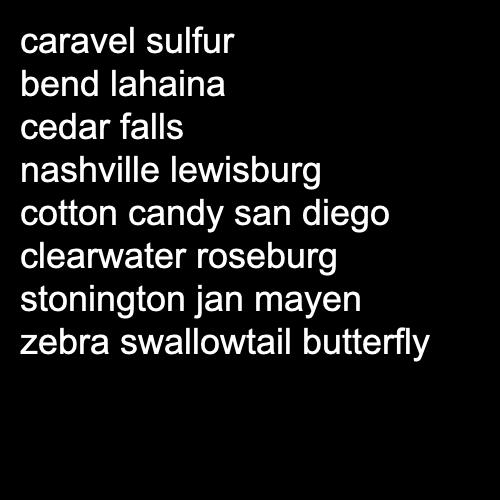 caravel sulfur
bend lahaina
cedar falls
nashville lewisburg
cotton candy san diego
clearwater roseburg
stonington jan mayen
zebra swallowtail butterfly